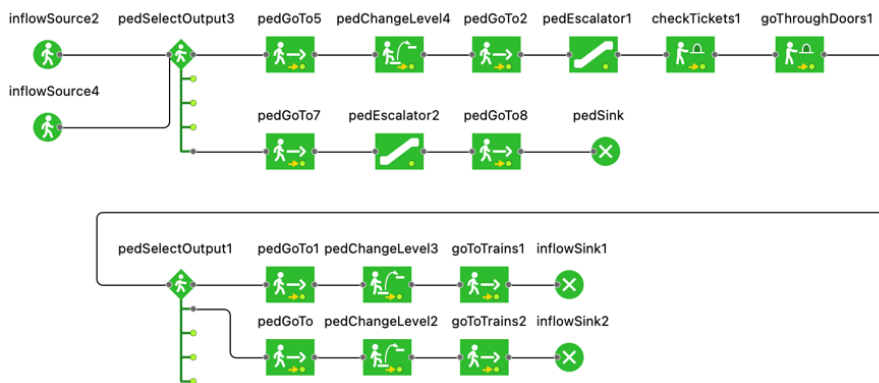 inflowSource2 pedSelectOutput3 pedGoTo5 pedChangeLevel4 pedGoTo2 pedEscalator1 checkTickets1 goThroughDoors1
inflowSource4
pedGoTo7 pedEscalator2 pedGoTo8 pedSink
pedSelectOutput1 pedGoTo1 pedChangeLevel3 goToTrains1 inflowSink1
pedGoTo pedChangeLevel2 goToTrains2 inflowSink2